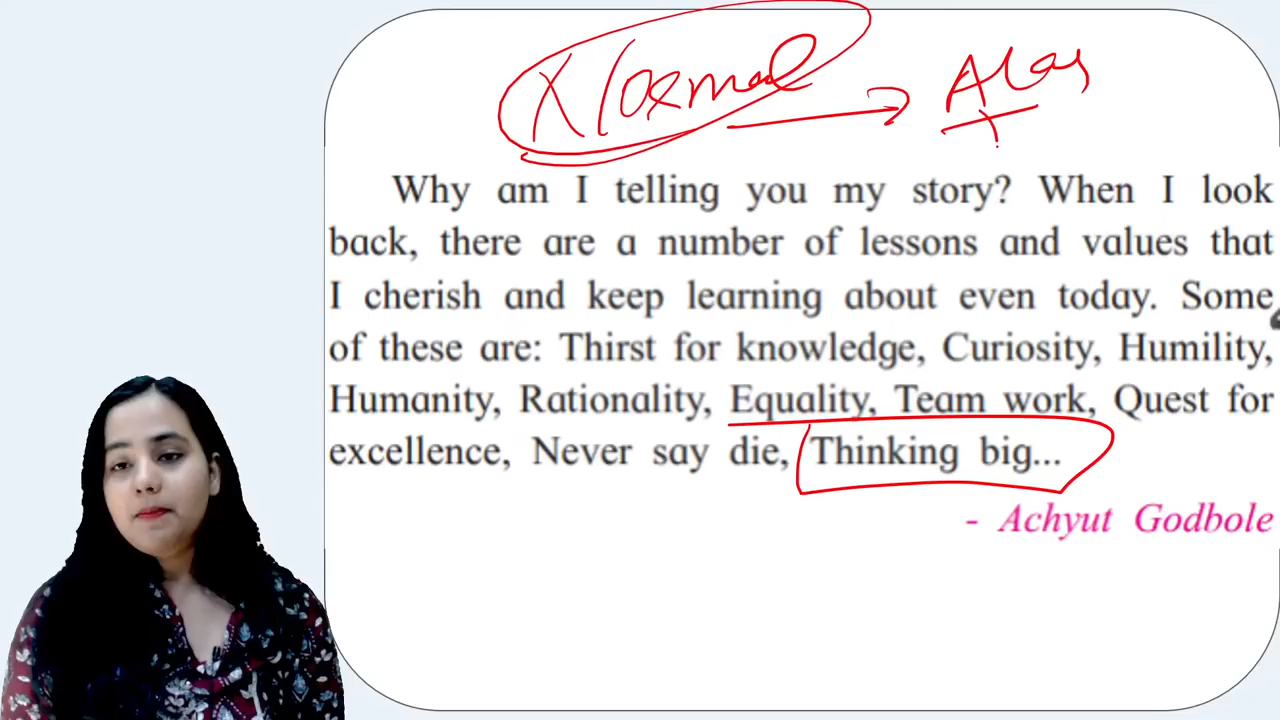 Why am I telling you my story? When I look
back, there are a number of lessons and values that
I cherish and keep learning about even today. Some
of these are: Thirst for knowledge, Curiosity, Humility,
Humanity, Rationality, Equality, Team work, Quest for
excellence, Never say die, Thinking big...
- Achyut Godbole